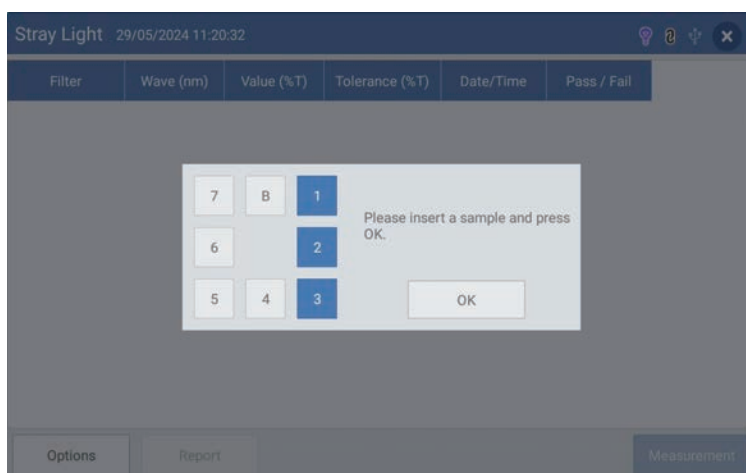 Stray Light 29/05/2024 11:20:32
Filter Wave (nm) Value (%T) Tolerance (%T) Date/Time Pass / Fail
7 B 1
Please insert a sample and press
OK.
6 2
5 4 3
OK
Options Report Measurement